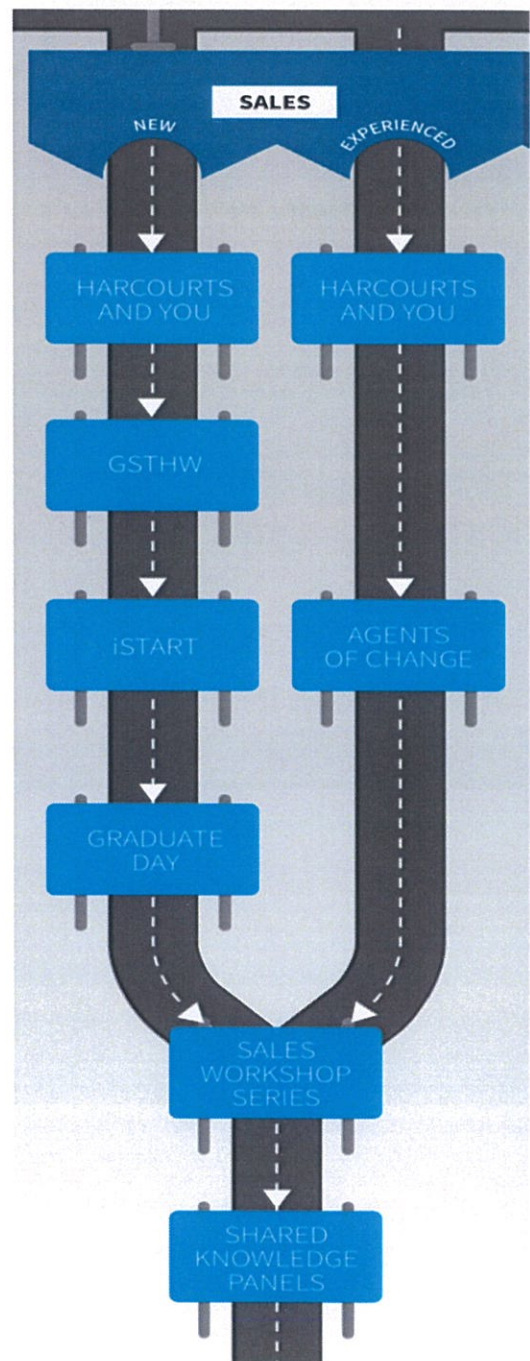 SALES
NEW
EXPERIENCED
HARCOURTS
AND YOU
HARCOURTS
AND YOU
GSTHW
iSTART
AGENTS
OF CHANGE
GRADUATE
DAY
SALES
WORKSHOP
SERIES
SHARED
KNOWLEDGE
PANELS